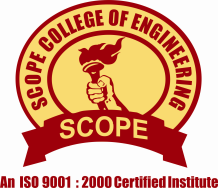 SCOPE COLLEGE OF ENGINEERING
SCOPE
An ISO 9001 : 2000 Certified Institute